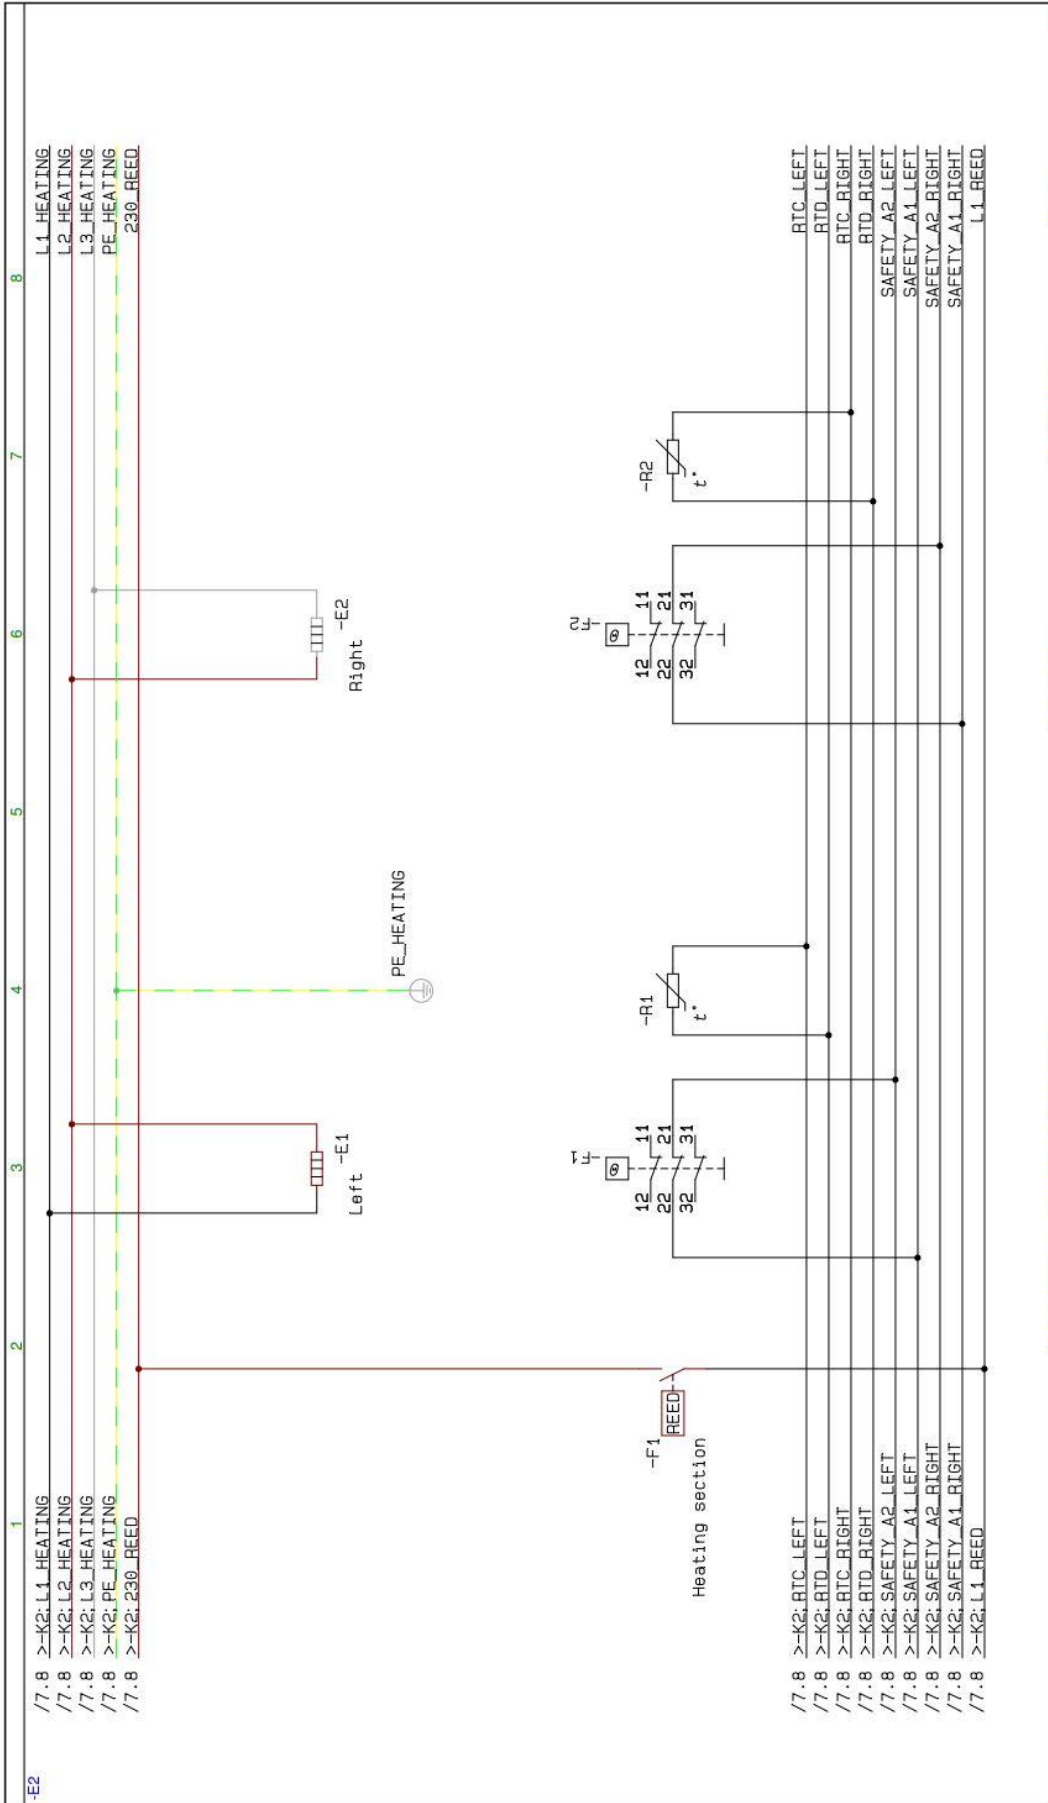 -E2
1 2 3 4 5 6 7 8
/7.8 >-K2:L1_HEATING L1_HEATING
/7.8 >-K2:L2_HEATING L2_HEATING
/7.8 >-K2:L3_HEATING L3_HEATING
/7.8 >-K2:PE_HEATING PE_HEATING
/7.8 >-K2:230_REED 230_REED
-E1
Left
-E2
Right
PE_HEATING
-F1
REED
Heating section
-F1
Θ
12 11
22 21
32 31
-R1
t°
-F2
Θ
12 11
22 21
32 31
-R2
t°
/7.8 >-K2:RTC_LEFT RTC_LEFT
/7.8 >-K2:RTD_LEFT RTD_LEFT
/7.8 >-K2:RTC_RIGHT RTC_RIGHT
/7.8 >-K2:RTD_RIGHT RTD_RIGHT
/7.8 >-K2:SAFETY_A2_LEFT SAFETY_A2_LEFT
/7.8 >-K2:SAFETY_A1_LEFT SAFETY_A1_LEFT
/7.8 >-K2:SAFETY_A2_RIGHT SAFETY_A2_RIGHT
/7.8 >-K2:SAFETY_A1_RIGHT SAFETY_A1_RIGHT
/7.8 >-K2:L1_REED L1_REED